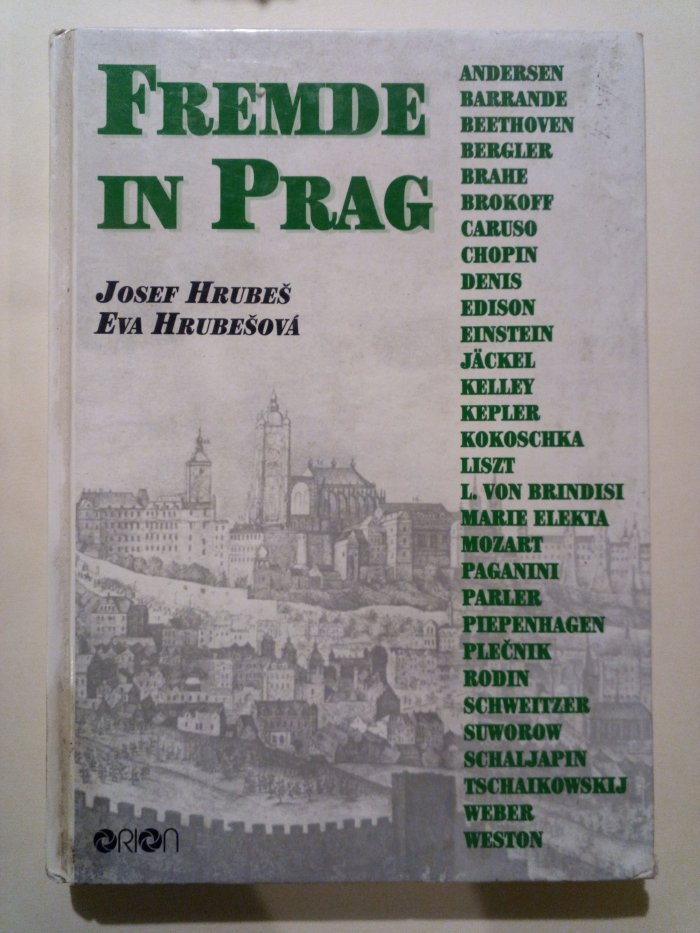 FREMDE
IN PRAG
JOSEF HRUBEŠ
EVA HRUBEŠOVÁ
ANDERSEN
BARRANDE
BEETHOVEN
BERGLER
BRAHE
BROKOFF
CARUSO
CHOPIN
DENIS
EDISON
EINSTEIN
JÄCKEL
KELLEY
KEPLER
KOKOSCHKA
LISZT
L. VON BRINDISI
MARIE ELEKTA
MOZART
PAGANINI
PARLER
PIEPENHAGEN
PLEČNIK
RODIN
SCHWEITZER
SUWOROW
SCHALJAPIN
TSCHAIKOWSKIJ
WEBER
WESTON
ORION